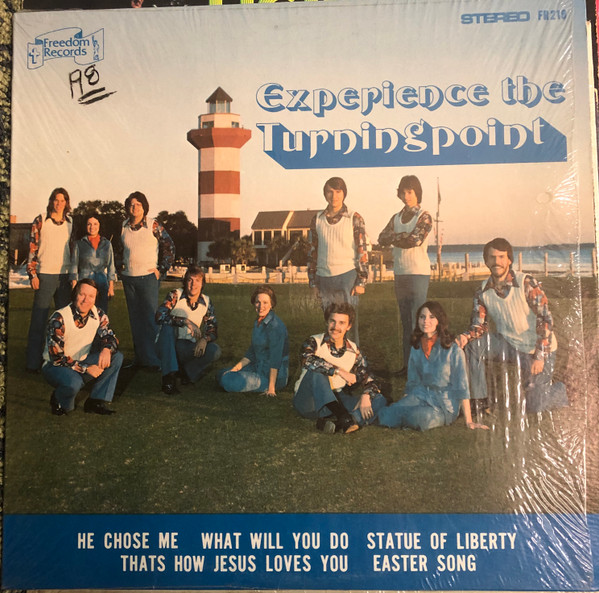 Freedom
Records
STEREO FR216
A8
Experience the
Turningpoint
HE CHOSE ME WHAT WILL YOU DO STATUE OF LIBERTY
THATS HOW JESUS LOVES YOU EASTER SONG